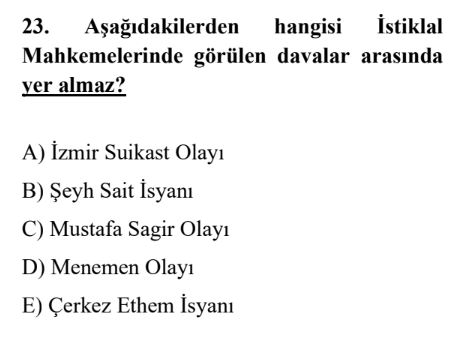 23. Aşağıdakilerden hangisi İstiklal
Mahkemelerinde görülen davalar arasında
yer almaz?
A) İzmir Suikast Olayı
B) Şeyh Sait İsyanı
C) Mustafa Sagir Olayı
D) Menemen Olayı
E) Çerkez Ethem İsyanı